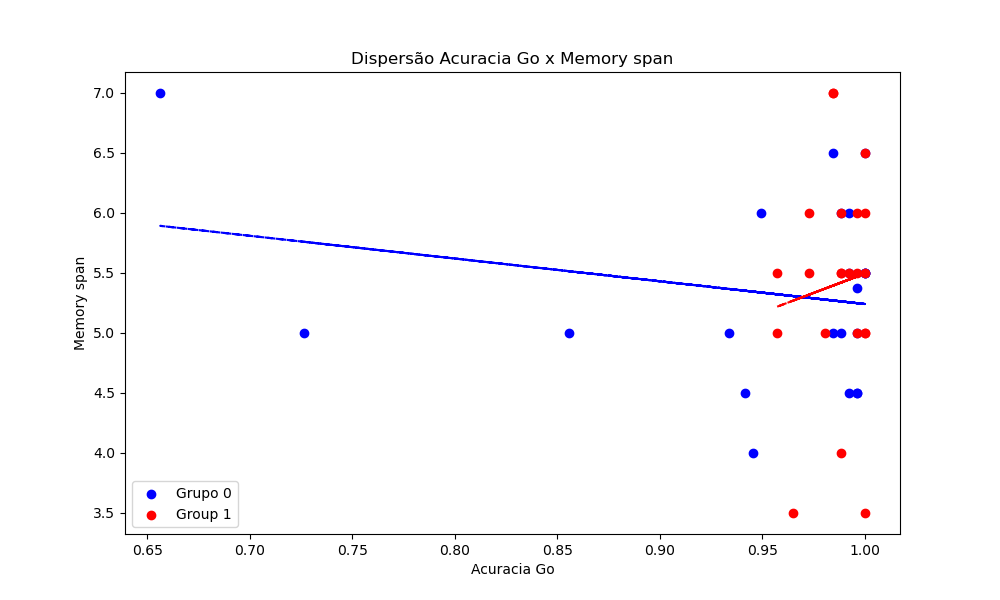 Dispersão Acuracia Go x Memory span
Memory span
7.0
6.5
6.0
5.5
5.0
4.5
4.0
3.5
Grupo 0
Group 1
0.65 0.70 0.75 0.80 0.85 0.90 0.95 1.00
Acuracia Go